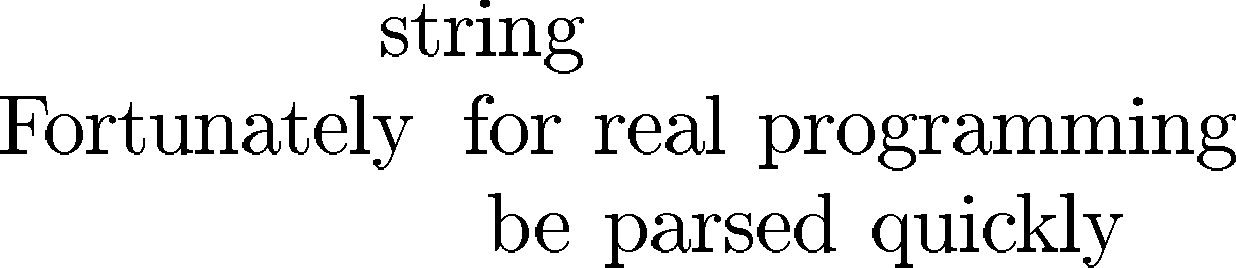 string
Fortunately for real programming
be parsed quickly